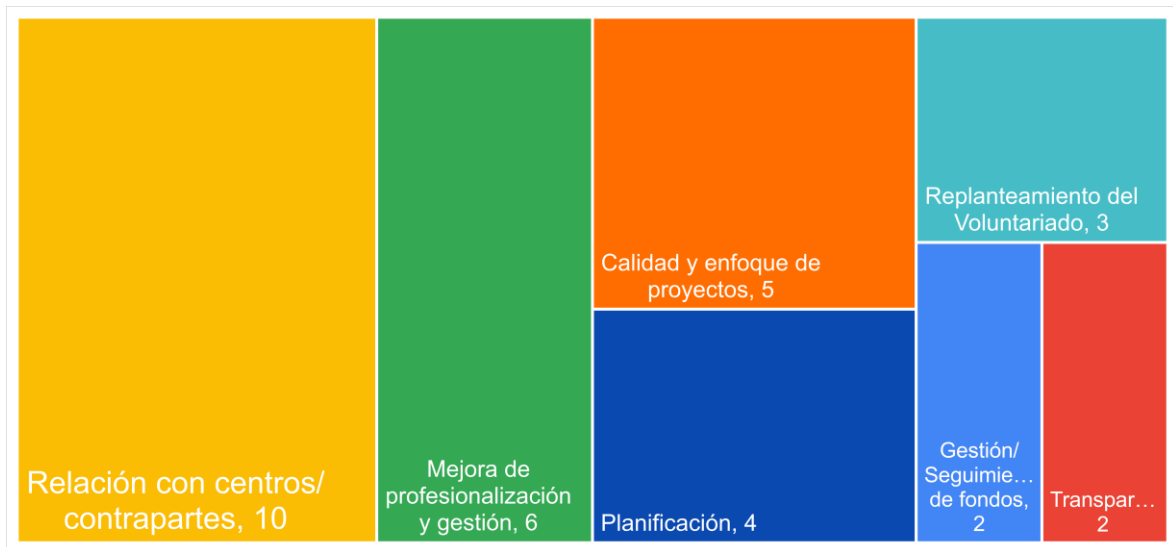 Relación con centros/
contrapartes, 10
Mejora de
profesionalización
y gestión, 6
Calidad y enfoque de
proyectos, 5
Planificación, 4
Replanteamiento del
Voluntariado, 3
Gestión/
Seguimie…
de fondos,
2
Transpar…
2